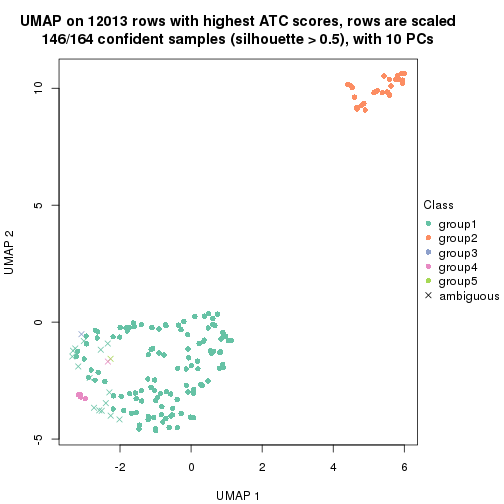 UMAP on 12013 rows with highest ATC scores, rows are scaled
146/164 confident samples (silhouette > 0.5), with 10 PCs
10
5
0
-5
UMAP 2
-2
0
2
4
6
UMAP 1
Class
group1
group2
group3
group4
group5
ambiguous